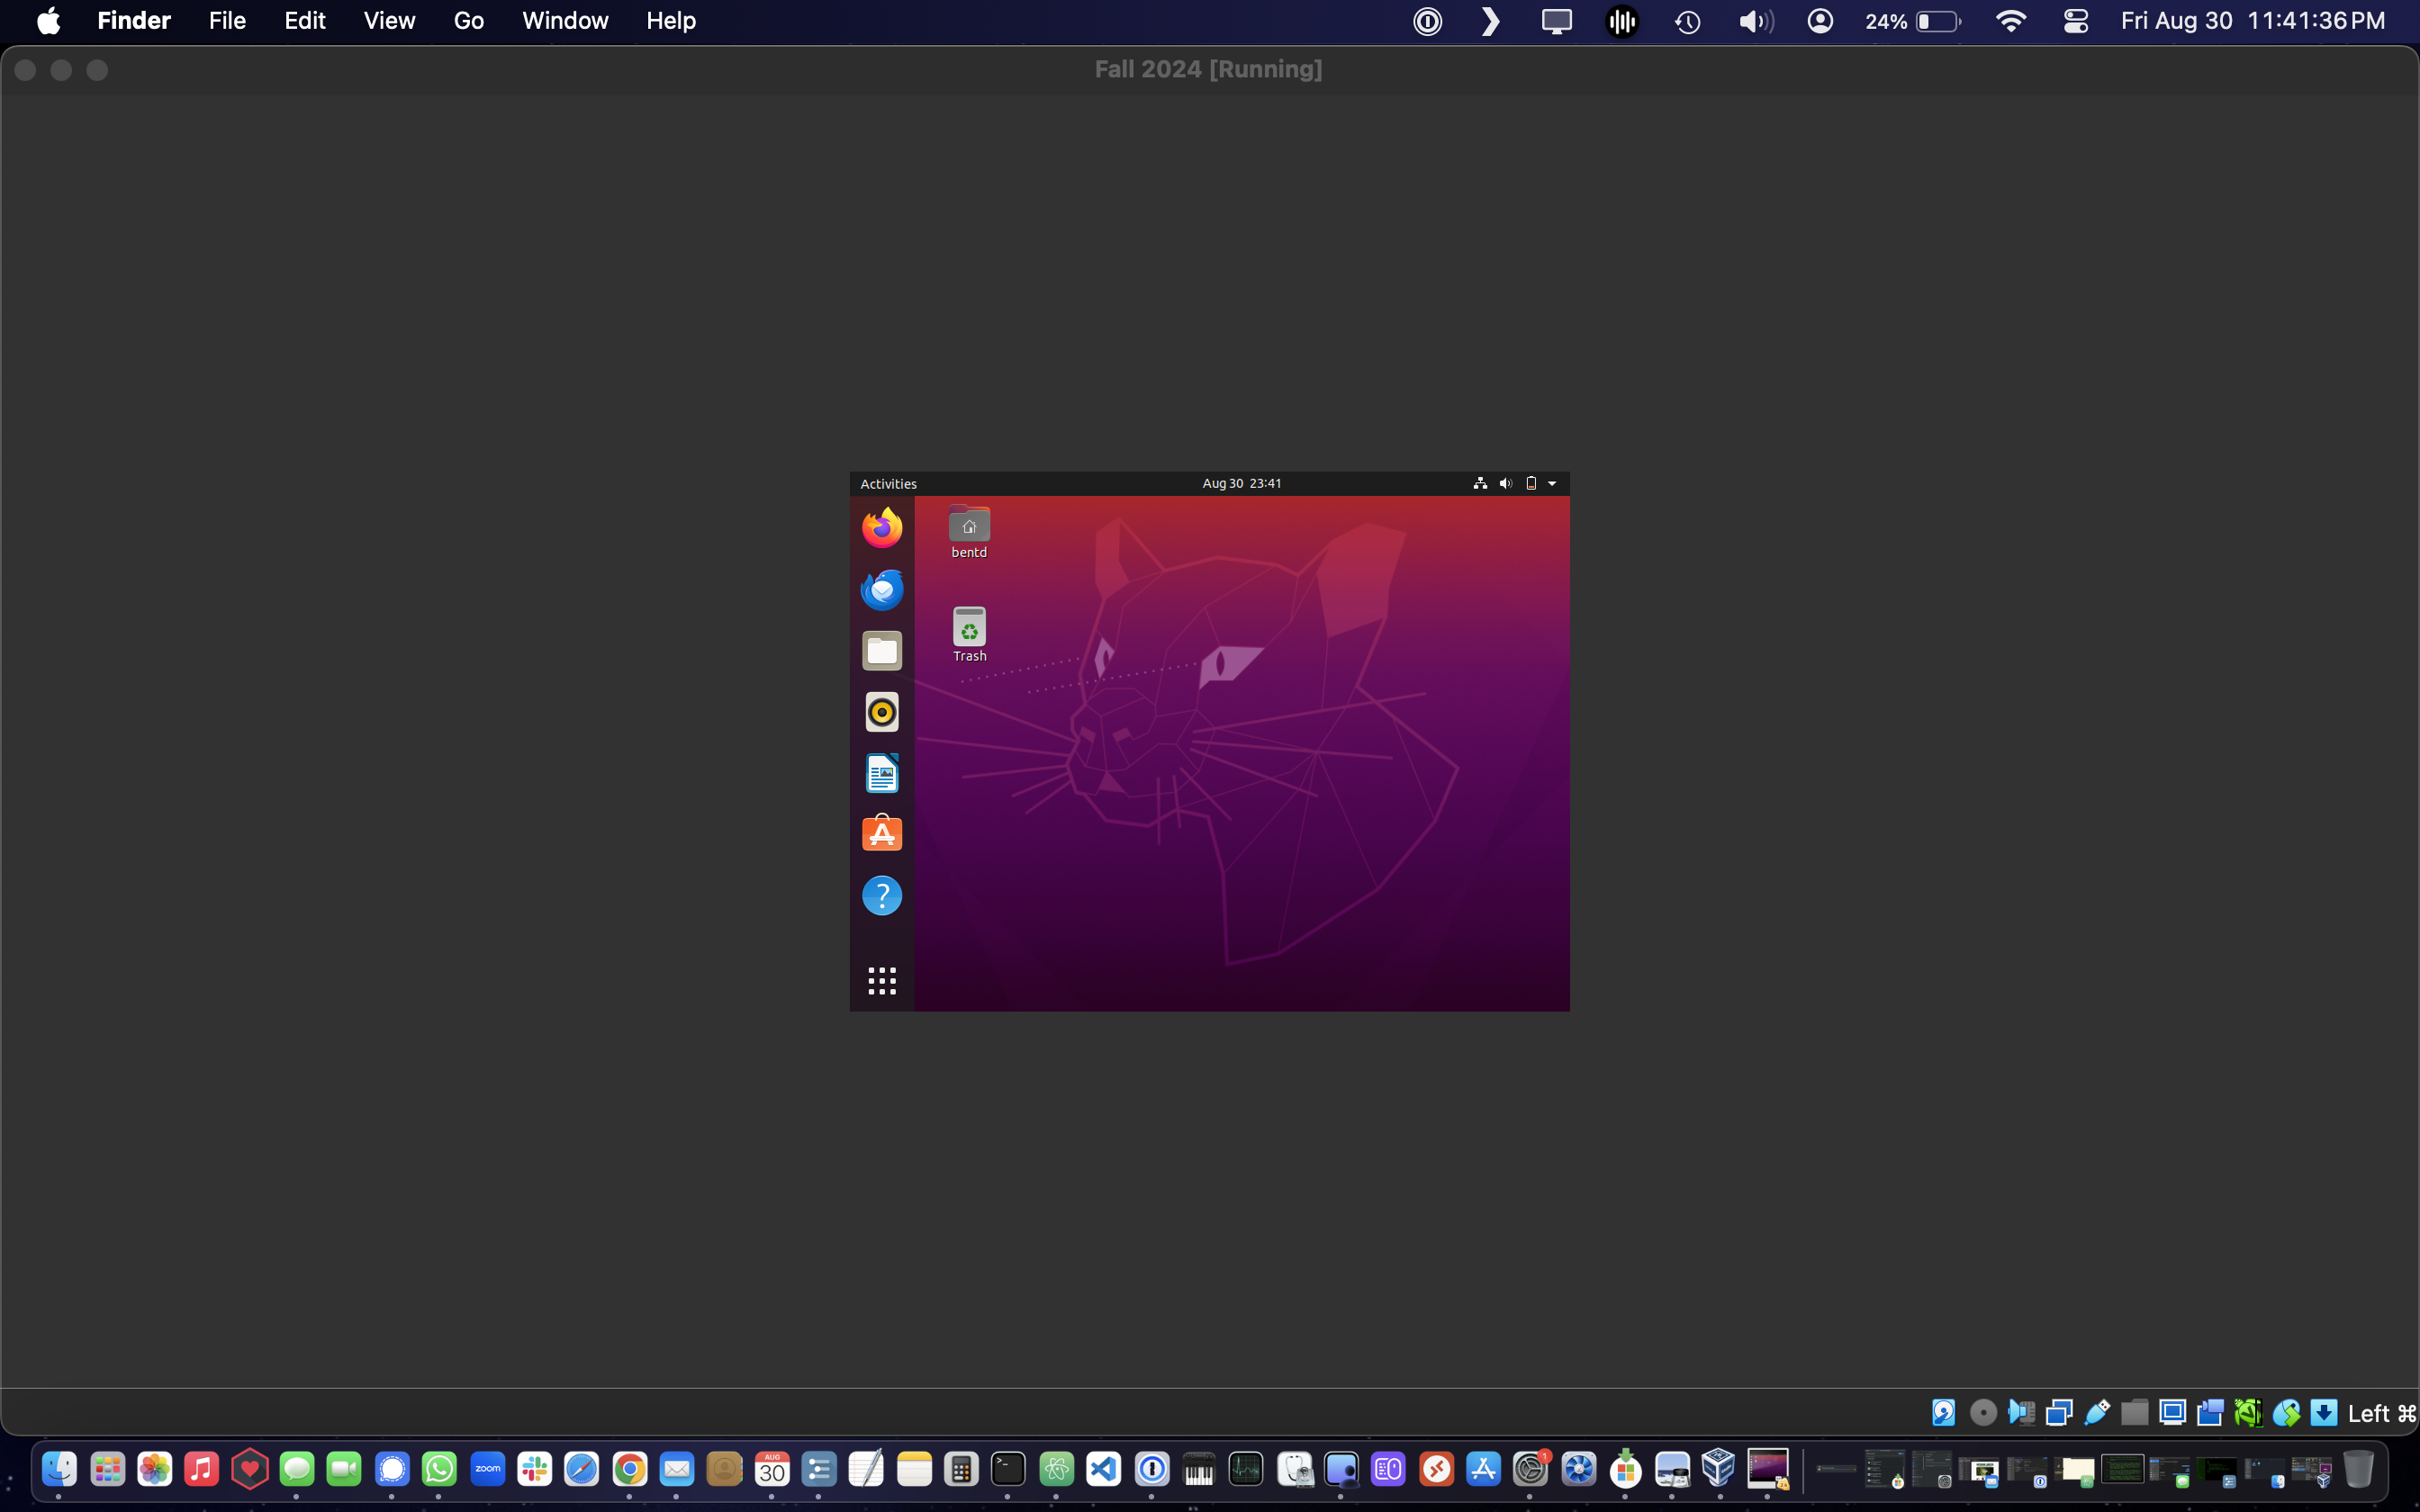 Finder File Edit View Go Window Help 24% Fri Aug 30 11:41:36 PM
Fall 2024 [Running]
Activities Aug 30 23:41
bentd
Trash
Left ⌘
zoom
AUG
30
1